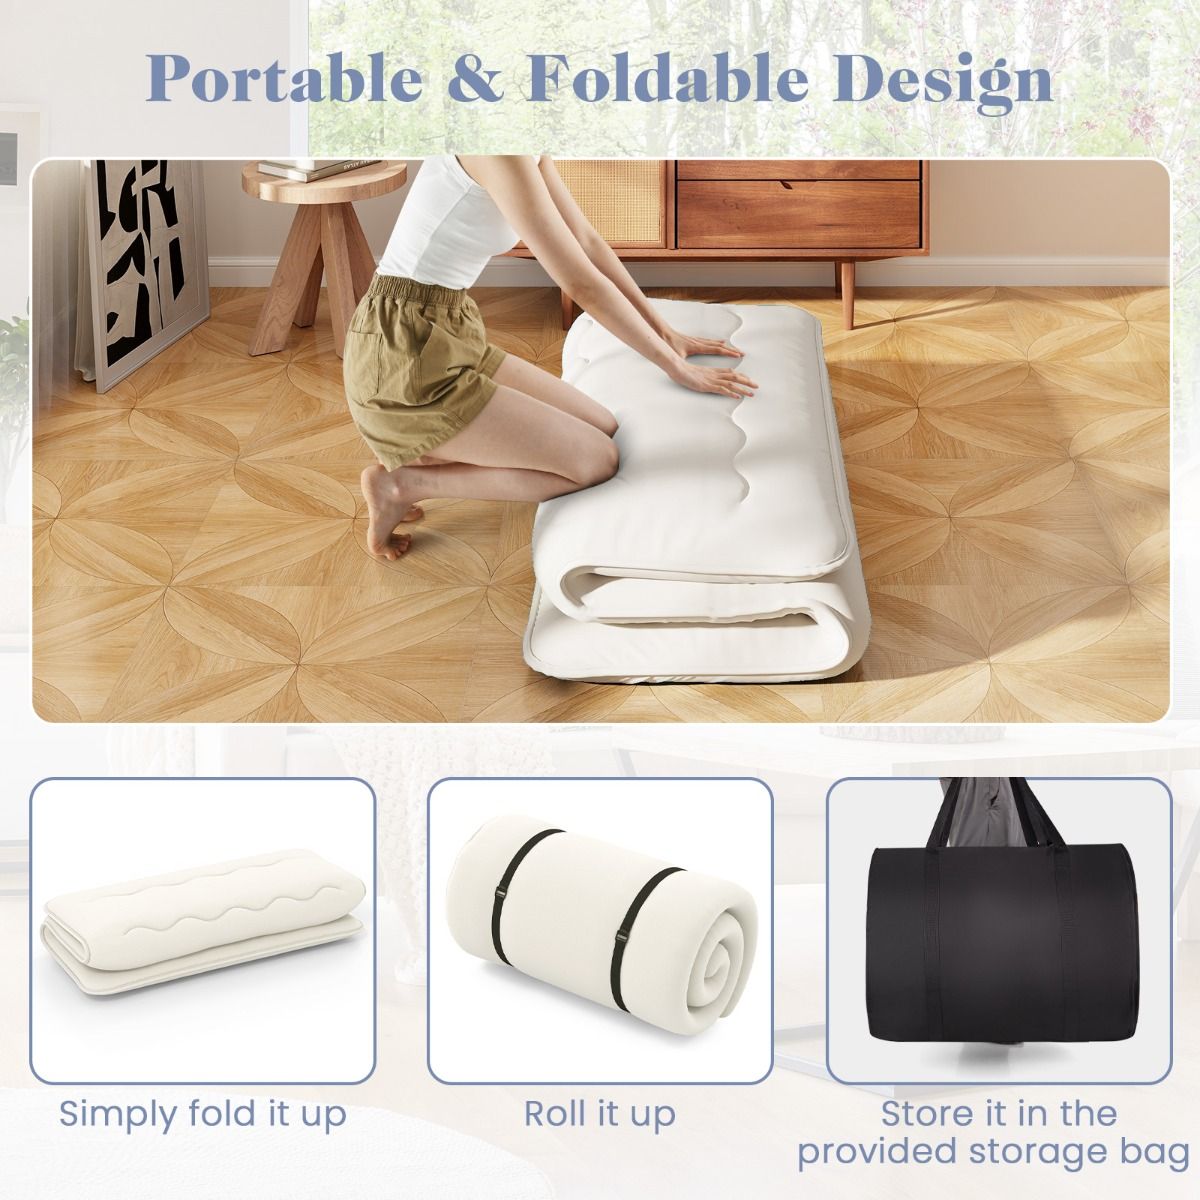 Portable & Foldable Design
Simply fold it up
Roll it up
Store it in the
provided storage bag